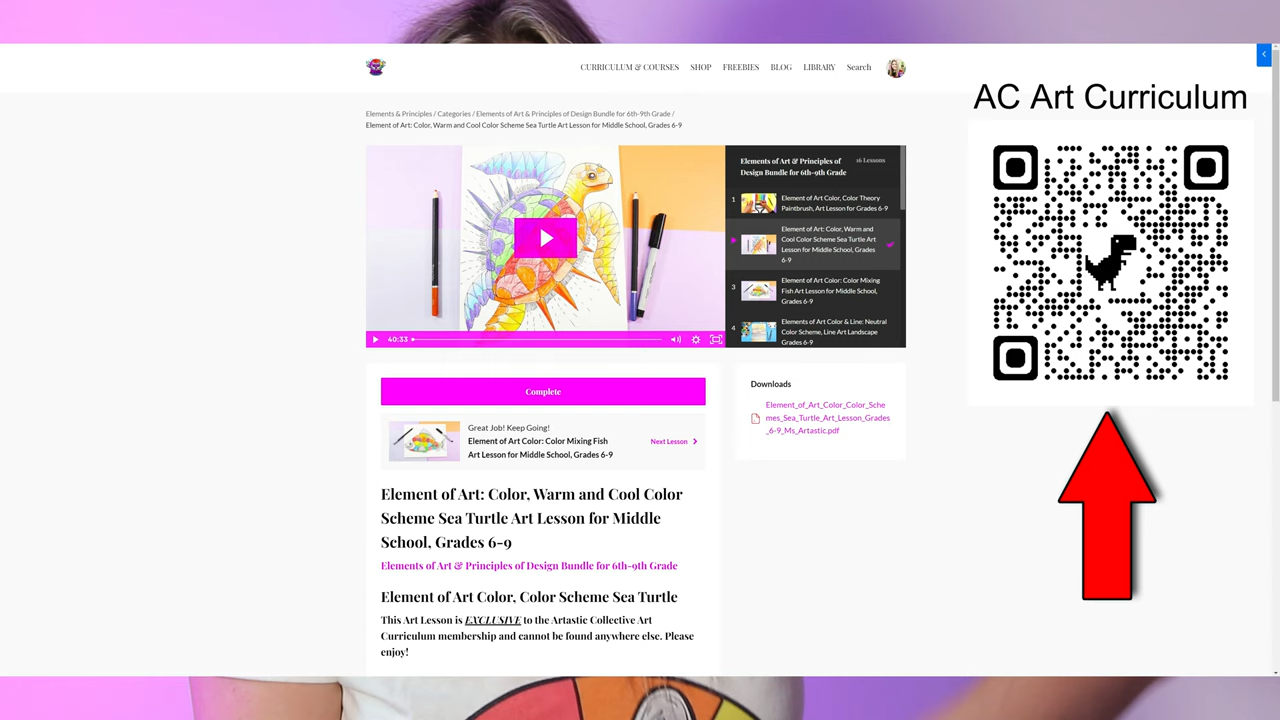 CURRICULUM & COURSES SHOP FREEBIES BLOG LIBRARY Search
AC Art Curriculum
Elements & Principles / Categories / Elements of Art & Principles of Design Bundle for 6th-9th Grade /
Element of Art: Color, Warm and Cool Color Scheme Sea Turtle Art Lesson for Middle School, Grades 6-9
Elements of Art & Principles of
Design Bundle for 6th-9th Grade
16 Lessons
1
Element of Art Color, Color Theory
Paintbrush, Art Lesson for Grades 6-9
Element of Art: Color, Warm and
Cool Color Scheme Sea Turtle Art
Lesson for Middle School, Grades
6-9
3
Element of Art Color: Color Mixing
Fish Art Lesson for Middle School,
Grades 6-9
4
Elements of Art Color & Line: Neutral
Color Scheme, Line Art Landscape
Grades 6-9
40:33
Complete
Great Job! Keep Going!
Element of Art Color: Color Mixing Fish
Art Lesson for Middle School, Grades 6-9
Next Lesson
Downloads
Element_of_Art_Color_Color_Sche
mes_Sea_Turtle_Art_Lesson_Grades
_6-9_Ms_Artastic.pdf
Element of Art: Color, Warm and Cool Color
Scheme Sea Turtle Art Lesson for Middle
School, Grades 6-9
Elements of Art & Principles of Design Bundle for 6th-9th Grade
Element of Art Color, Color Scheme Sea Turtle
This Art Lesson is EXCLUSIVE to the Artastic Collective Art
Curriculum membership and cannot be found anywhere else. Please
enjoy!